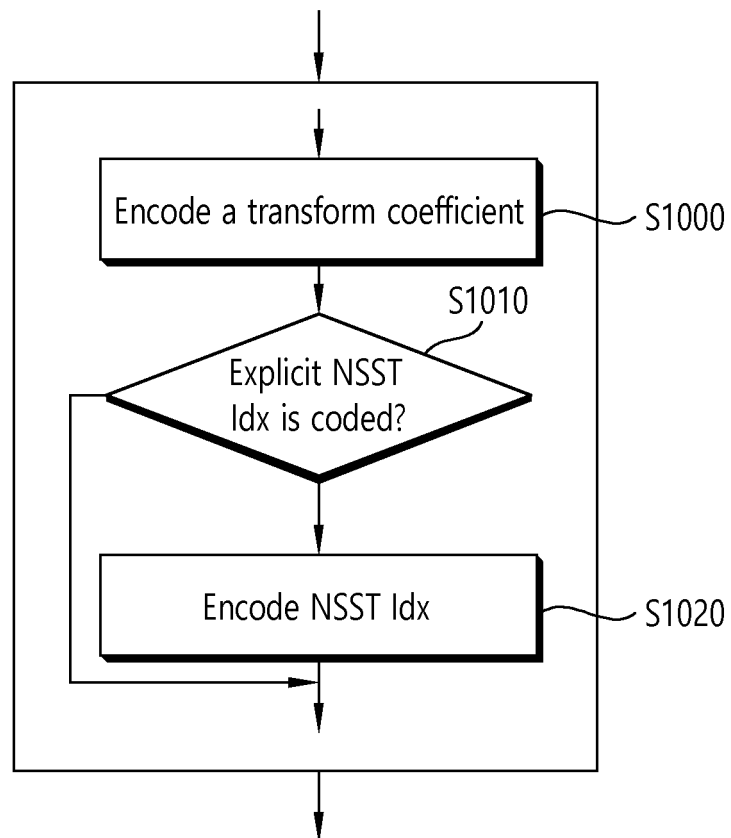 Encode a transform coefficient
S1000
S1010
Explicit NSST
Idx is coded?
Encode NSST Idx
S1020